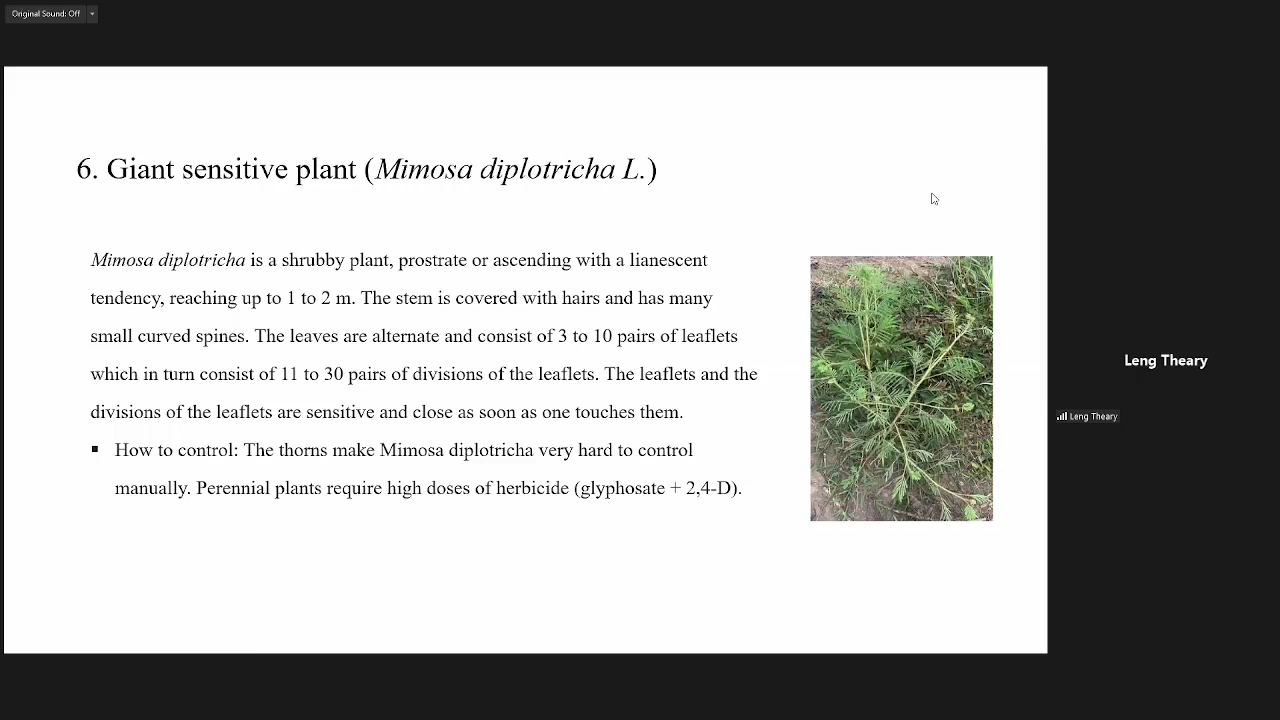 Original Sound: Off
6. Giant sensitive plant (Mimosa diplotricha L.)
Mimosa diplotricha is a shrubby plant, prostrate or ascending with a lianescent
tendency, reaching up to 1 to 2 m. The stem is covered with hairs and has many
small curved spines. The leaves are alternate and consist of 3 to 10 pairs of leaflets
which in turn consist of 11 to 30 pairs of divisions of the leaflets. The leaflets and the
divisions of the leaflets are sensitive and close as soon as one touches them.
▪ How to control: The thorns make Mimosa diplotricha very hard to control
manually. Perennial plants require high doses of herbicide (glyphosate + 2,4-D).
Leng Theary
Leng Theary